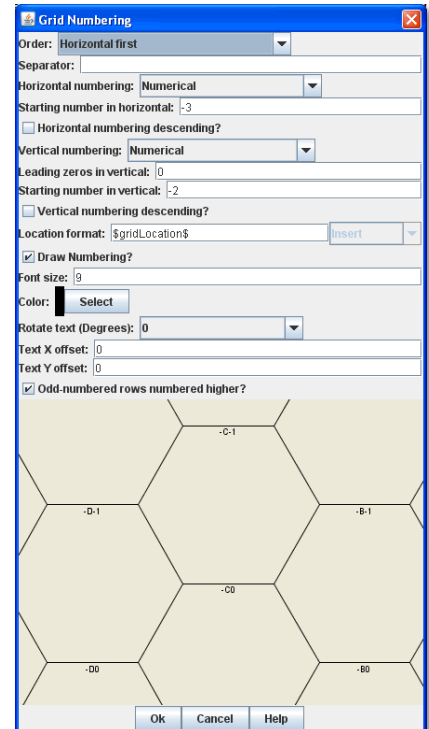 Grid Numbering
Order: Horizontal first
Separator:
Horizontal numbering: Numerical
Starting number in horizontal: -3
Horizontal numbering descending?
Vertical numbering: Numerical
Leading zeros in vertical: 0
Starting number in vertical: -2
Vertical numbering descending?
Location format: $gridLocation$ Insert
Draw Numbering?
Font size: 9
Color: Select
Rotate text (Degrees): 0
Text X offset: 0
Text Y offset: 0
Odd-numbered rows numbered higher?
-C-1
-D-1 -B-1
-C0
-D0 -B0
Ok Cancel Help